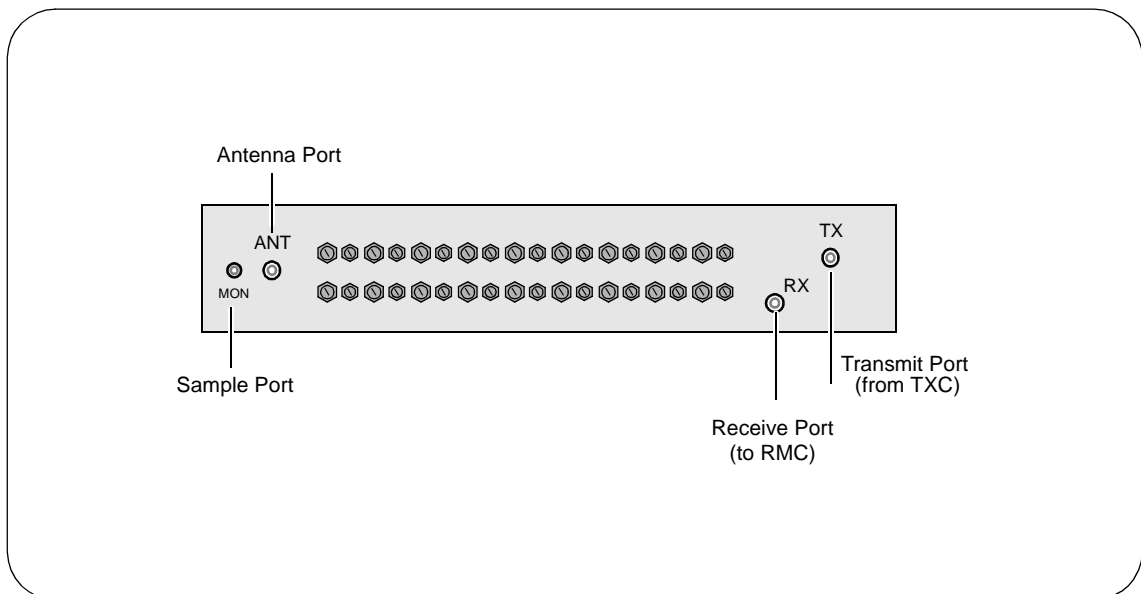 Antenna Port
ANT
TX
MON
RX
Sample Port
Transmit Port
(from TXC)
Receive Port
(to RMC)